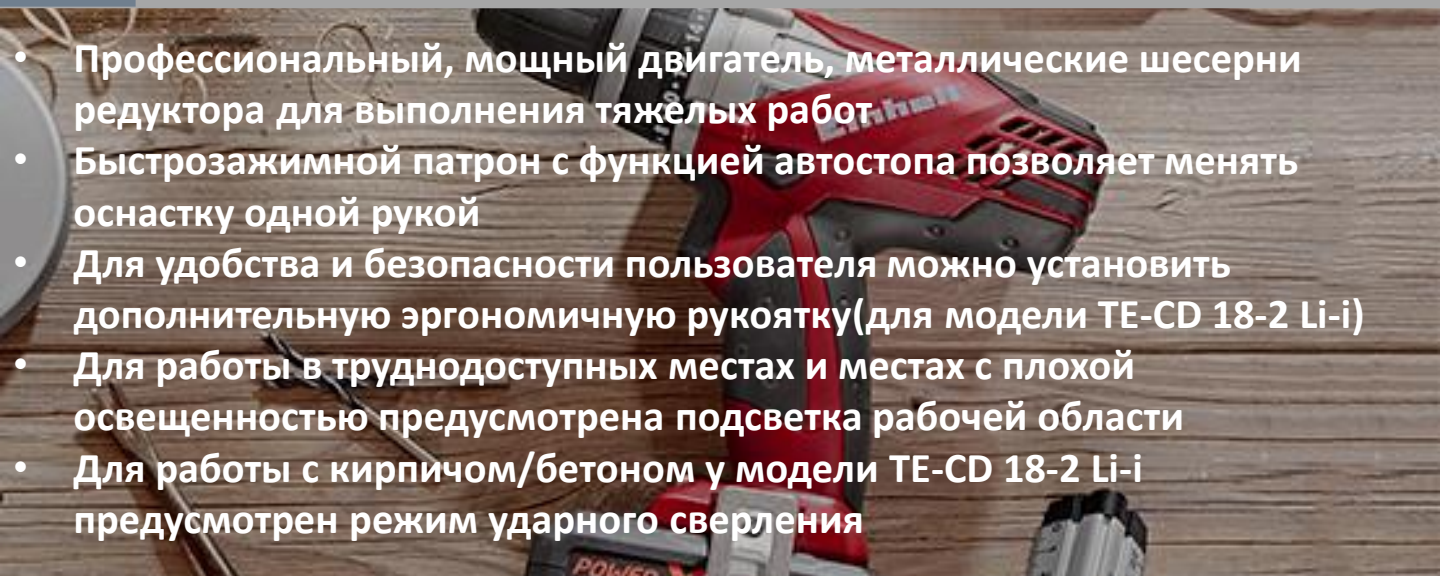 • Профессиональный, мощный двигатель, металлические шесерни
редуктора для выполнения тяжелых работ
• Быстрозажимной патрон с функцией автостопа позволяет менять
оснастку одной рукой
• Для удобства и безопасности пользователя можно установить
дополнительную эргономичную рукоятку(для модели TE-CD 18-2 Li-i)
• Для работы в труднодоступных местах и местах с плохой
освещенностью предусмотрена подсветка рабочей области
• Для работы с кирпичом/бетоном у модели TE-CD 18-2 Li-i
предусмотрен режим ударного сверления
Einhell
POWER X